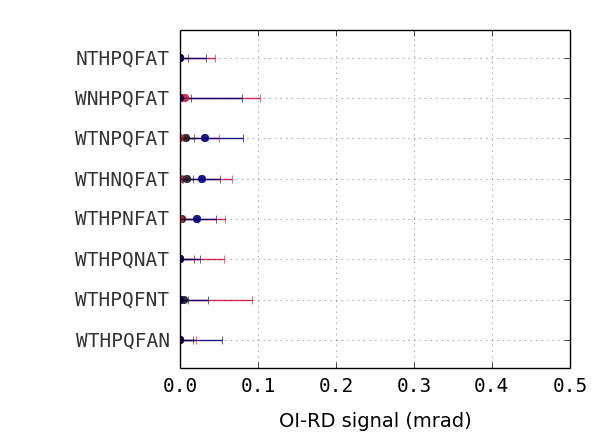 NTHPQFAT
WNHPQFAT
WTNPQFAT
WTHNQFAT
WTHPNFAT
WTHPQNAT
WTHPQFNT
WTHPQFAN
0.0 0.1 0.2 0.3 0.4 0.5
OI-RD signal (mrad)